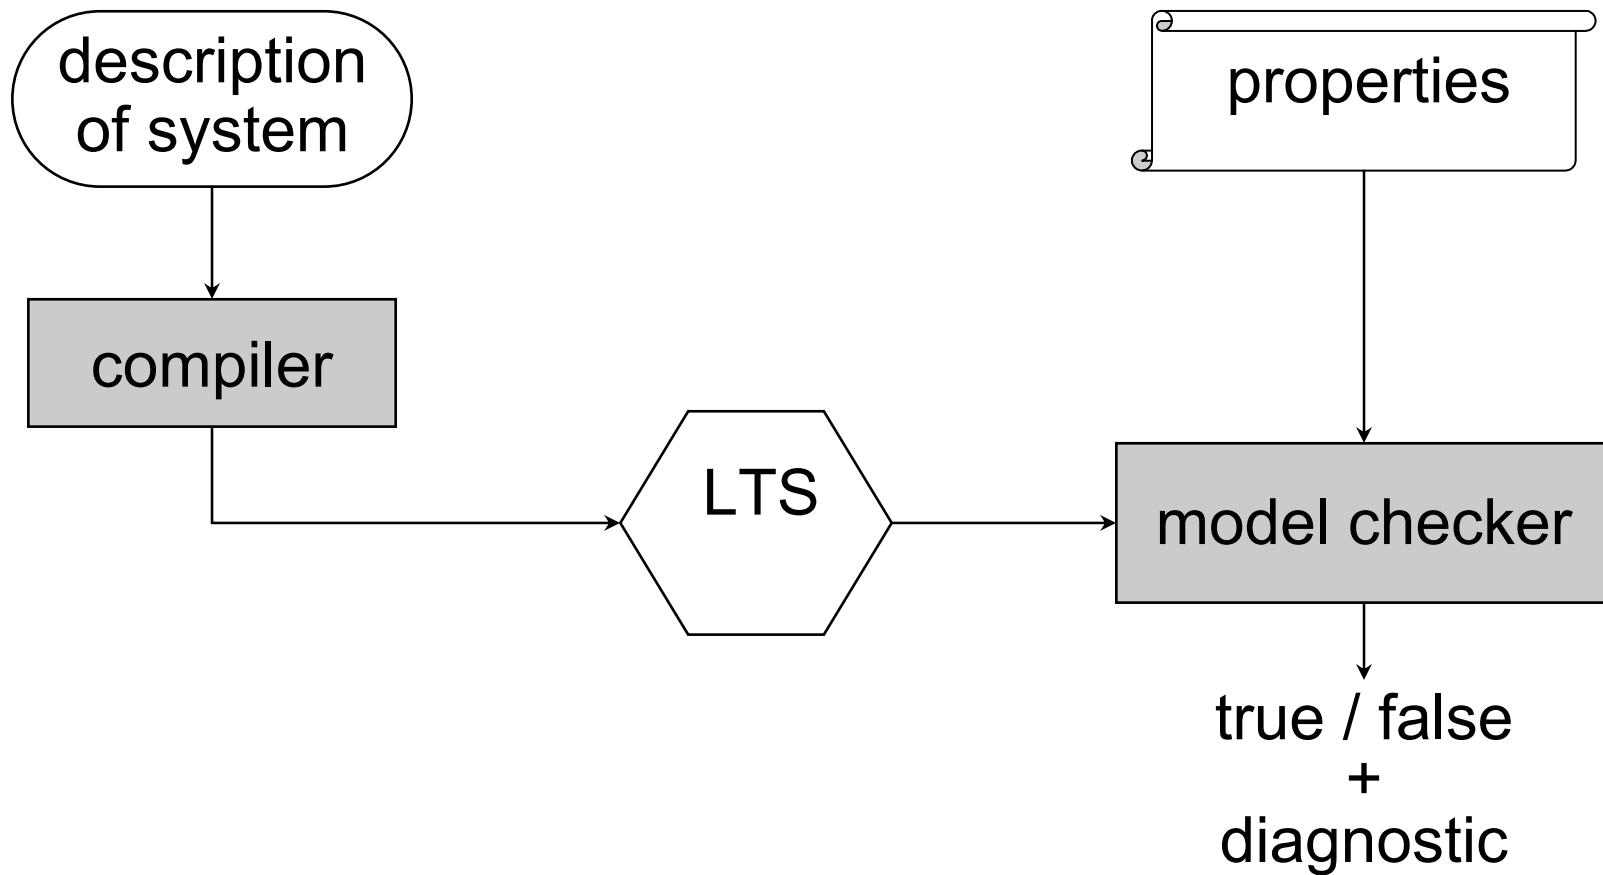 description
of system
properties
compiler
LTS
model checker
true / false
+
diagnostic